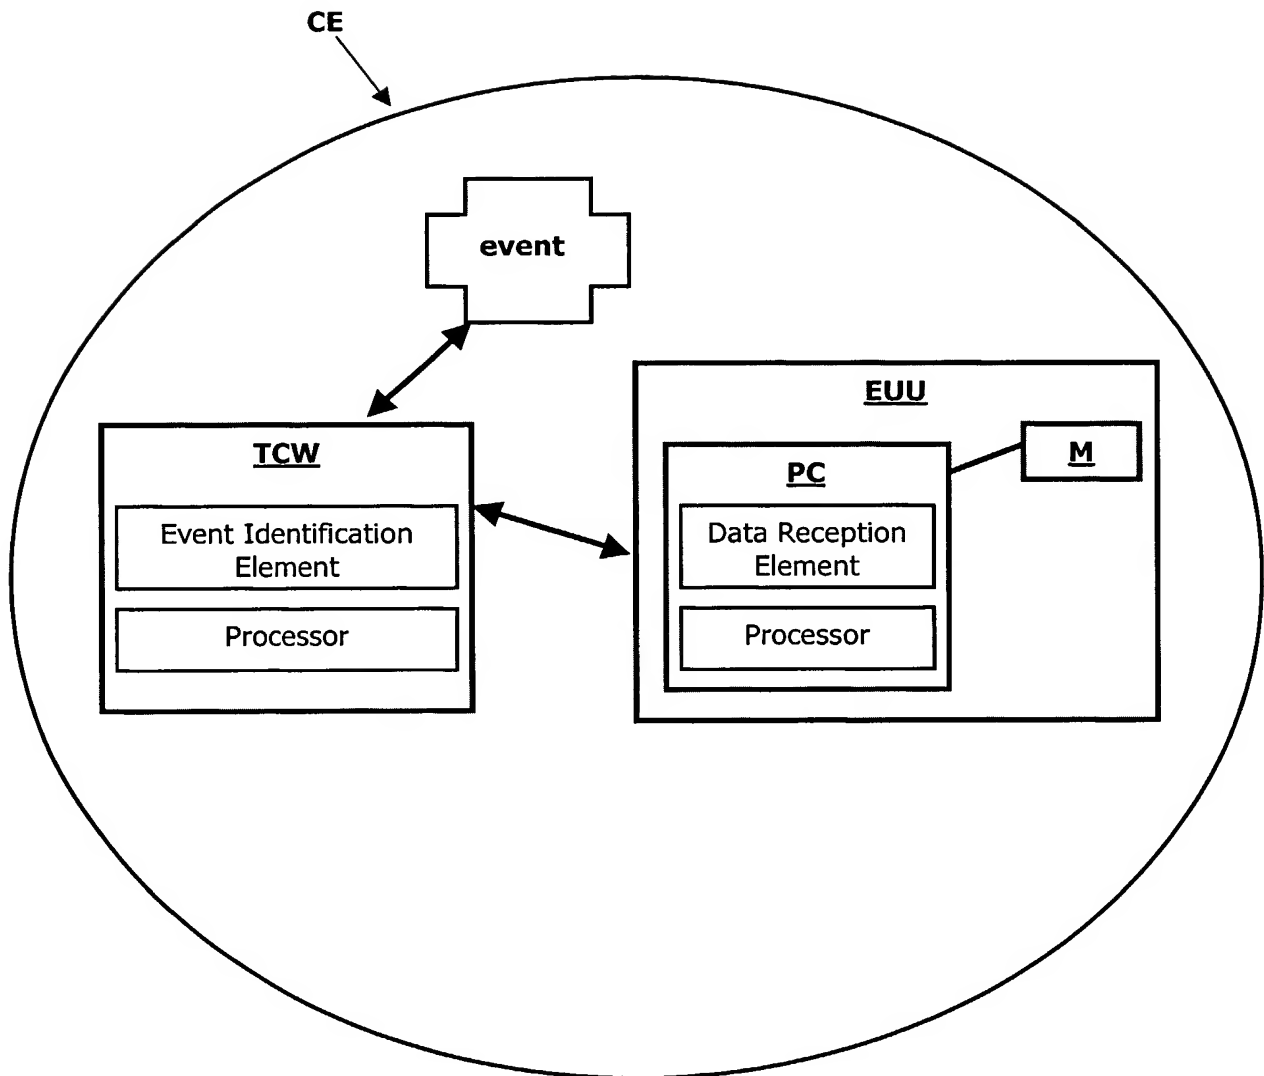 CE
event
EUU
TCW
M
PC
Event Identification
Element
Data Reception
Element
Processor
Processor